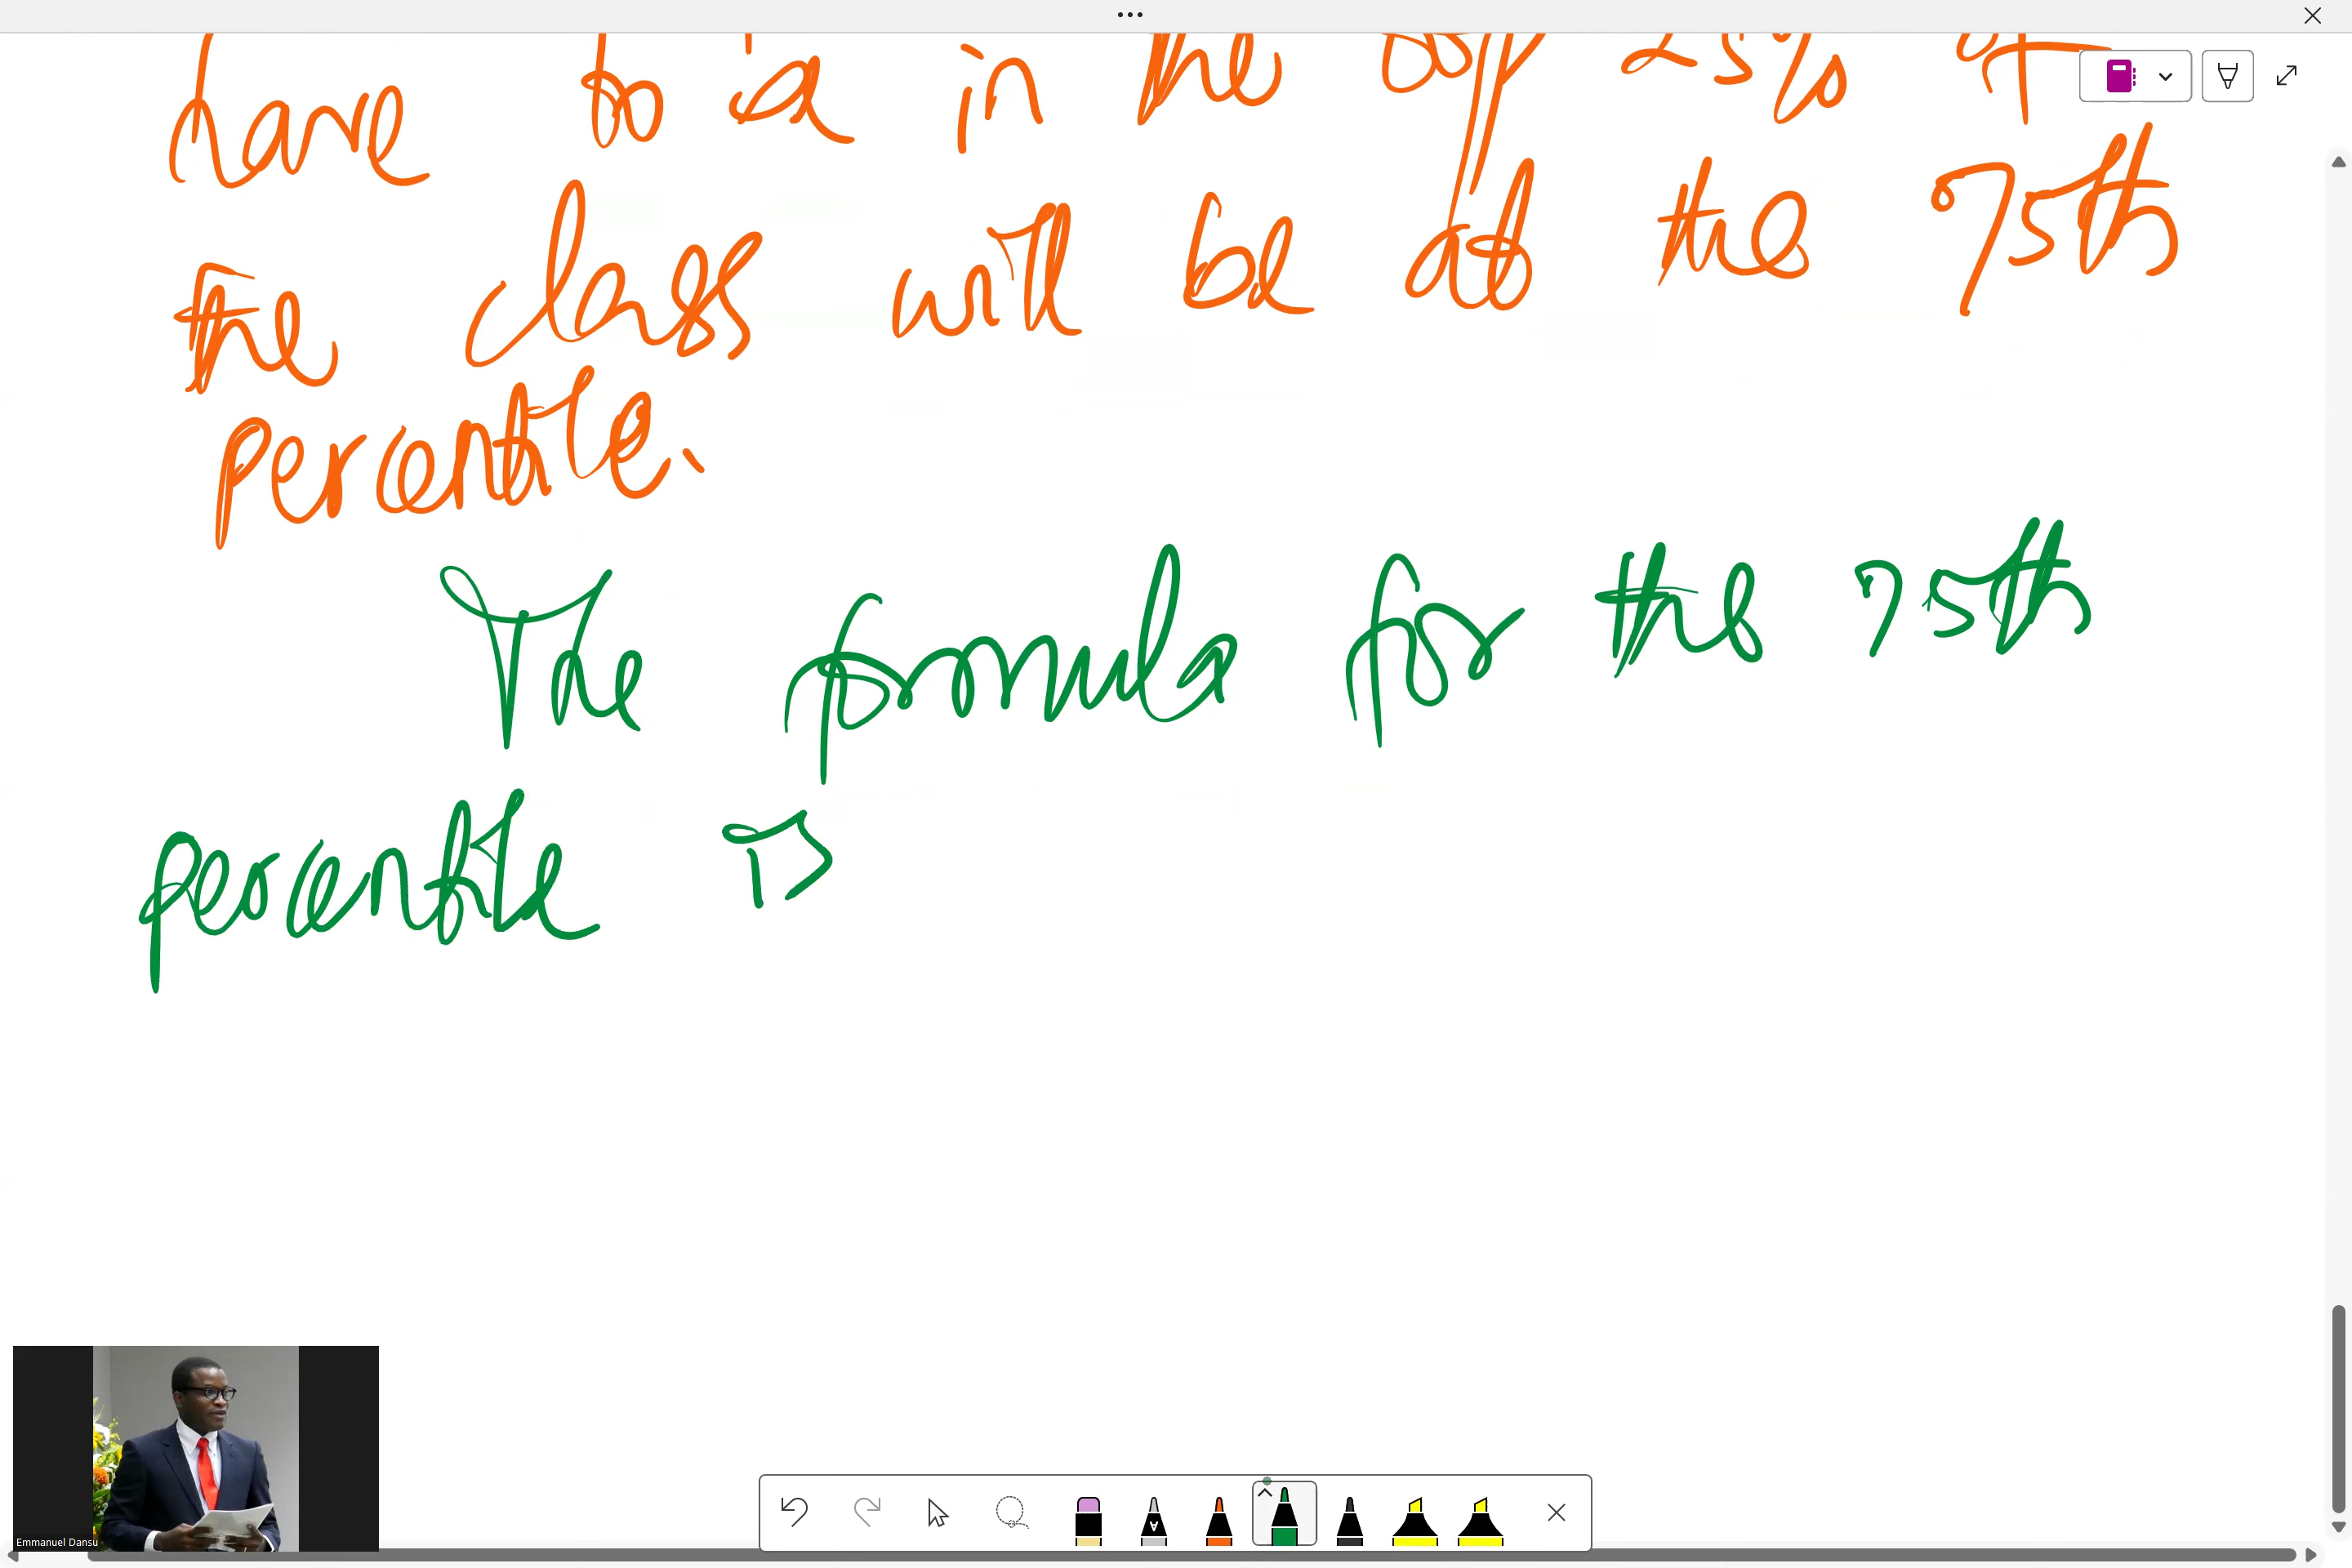 have to be in the top 25% of
the class will be at the 75th
percentile.
The formula for the 75th
percentile is
Emmanuel Dansu